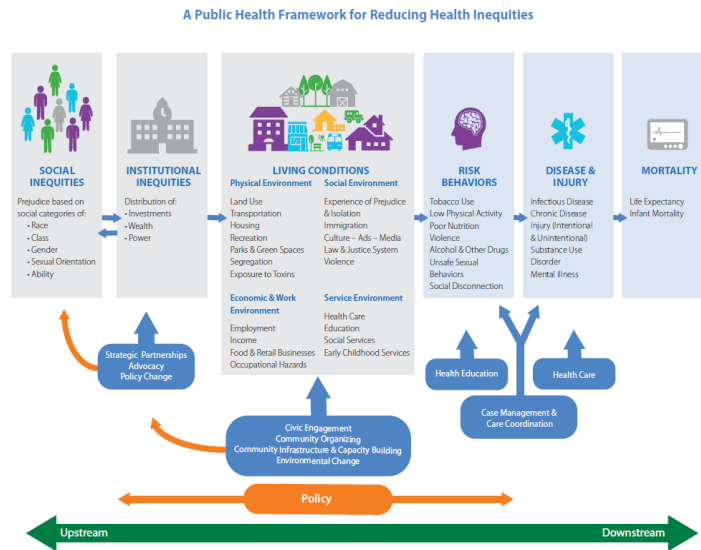 A Public Health Framework for Reducing Health Inequities
SOCIAL
INEQUITIES
Prejudice based on
social categories of:
• Race
• Class
• Gender
• Sexual Orientation
• Ability
INSTITUTIONAL
INEQUITIES
Distribution of:
• Investments
• Wealth
• Power
LIVING CONDITIONS
Physical Environment
Land Use
Transportation
Housing
Recreation
Parks & Green Spaces
Segregation
Exposure to Toxins
Social Environment
Experience of Prejudice
& Isolation
Immigration
Culture – Ads – Media
Law & Justice System
Violence
Economic & Work
Environment
Employment
Income
Food & Retail Businesses
Occupational Hazards
Service Environment
Health Care
Education
Social Services
Early Childhood Services
RISK
BEHAVIORS
Tobacco Use
Low Physical Activity
Poor Nutrition
Violence
Alcohol & Other Drugs
Unsafe Sexual
Behaviors
Social Disconnection
DISEASE &
INJURY
Infectious Disease
Chronic Disease
Injury (Intentional
& Unintentional)
Substance Use
Disorder
Mental Illness
MORTALITY
Life Expectancy
Infant Mortality
Strategic Partnerships
Advocacy
Policy Change
Civic Engagement
Community Organizing
Community Infrastructure & Capacity Building
Environmental Change
Health Education
Health Care
Case Management &
Care Coordination
Policy
Upstream
Downstream